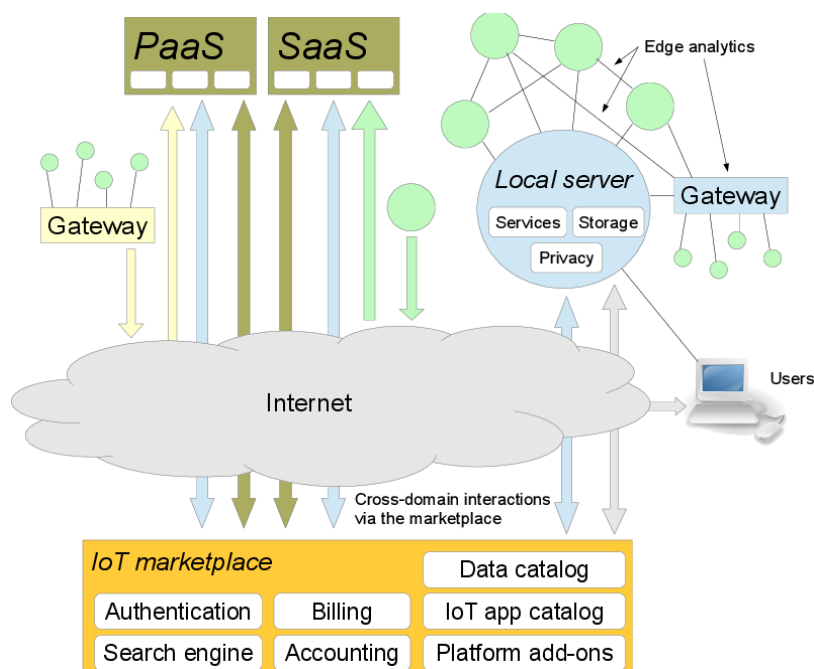 PaaS
SaaS
Edge analytics
Local server
Services
Storage
Privacy
Gateway
Gateway
Users
Internet
Cross-domain interactions
via the marketplace
IoT marketplace
Data catalog
Authentication
Billing
IoT app catalog
Search engine
Accounting
Platform add-ons